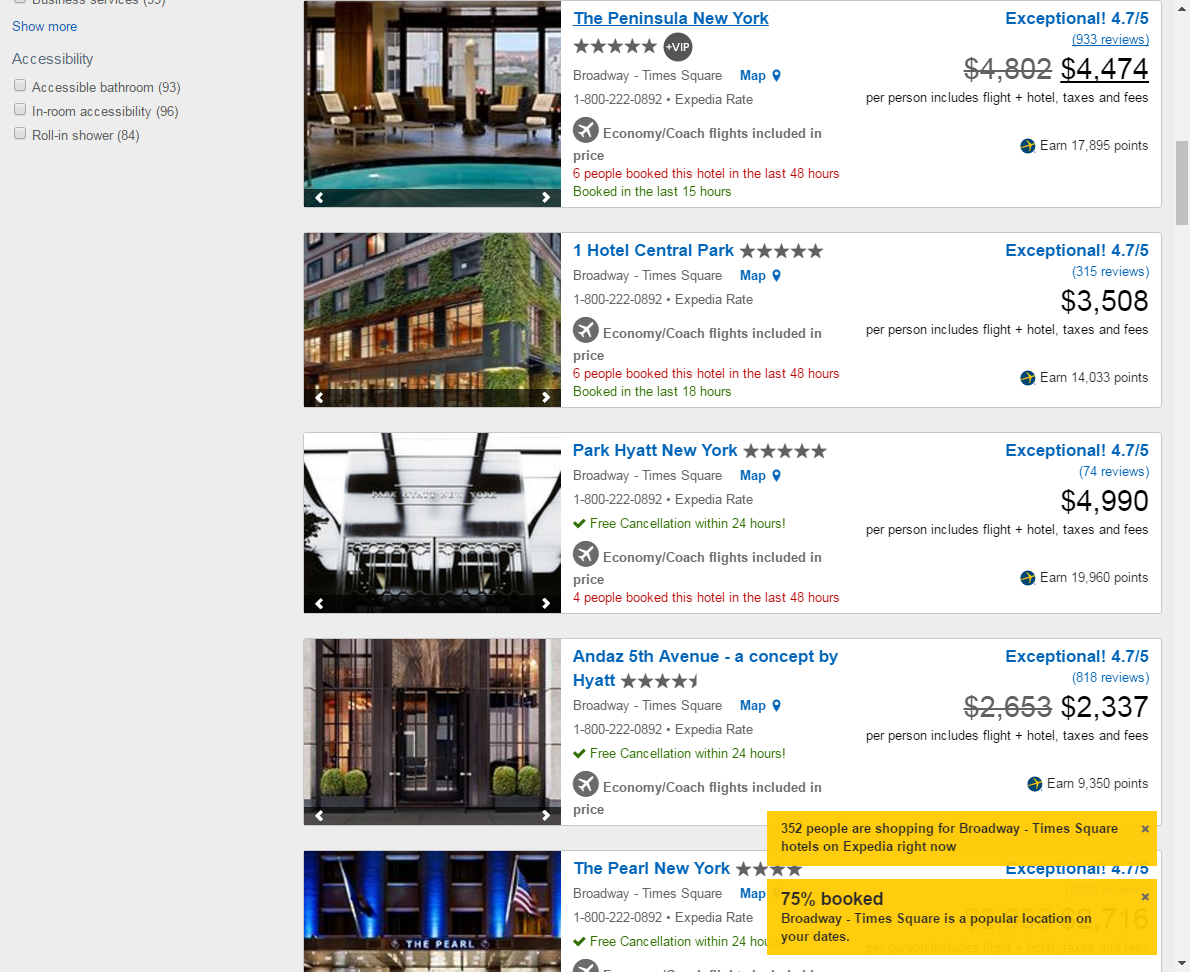 Business services (99)
Show more
Accessibility
Accessible bathroom (93)
In-room accessibility (96)
Roll-in shower (84)
The Peninsula New York
+VIP
Broadway - Times Square Map
1-800-222-0892 • Expedia Rate
Economy/Coach flights included in
price
6 people booked this hotel in the last 48 hours
Booked in the last 15 hours
Exceptional! 4.7/5
(933 reviews)
$4,802 $4,474
per person includes flight + hotel, taxes and fees
Earn 17,895 points
1 Hotel Central Park
Broadway - Times Square Map
1-800-222-0892 • Expedia Rate
Economy/Coach flights included in
price
6 people booked this hotel in the last 48 hours
Booked in the last 18 hours
Exceptional! 4.7/5
(315 reviews)
$3,508
per person includes flight + hotel, taxes and fees
Earn 14,033 points
PARK HYATT NEW YORK
Park Hyatt New York
Broadway - Times Square Map
1-800-222-0892 • Expedia Rate
Free Cancellation within 24 hours!
Economy/Coach flights included in
price
4 people booked this hotel in the last 48 hours
Exceptional! 4.7/5
(74 reviews)
$4,990
per person includes flight + hotel, taxes and fees
Earn 19,960 points
Andaz 5th Avenue - a concept by
Hyatt
Broadway - Times Square Map
1-800-222-0892 • Expedia Rate
Free Cancellation within 24 hours!
Economy/Coach flights included in
price
Exceptional! 4.7/5
(818 reviews)
$2,653 $2,337
per person includes flight + hotel, taxes and fees
Earn 9,350 points
352 people are shopping for Broadway - Times Square
hotels on Expedia right now
THE PEARL
The Pearl New York
Broadway - Times Square Map
1-800-222-0892 • Expedia Rate
Free Cancellation within 24
Exceptional! 4.7/5
$2,716
per person includes flight + hotel, taxes and fees
75% booked
Broadway - Times Square is a popular location on
your dates.